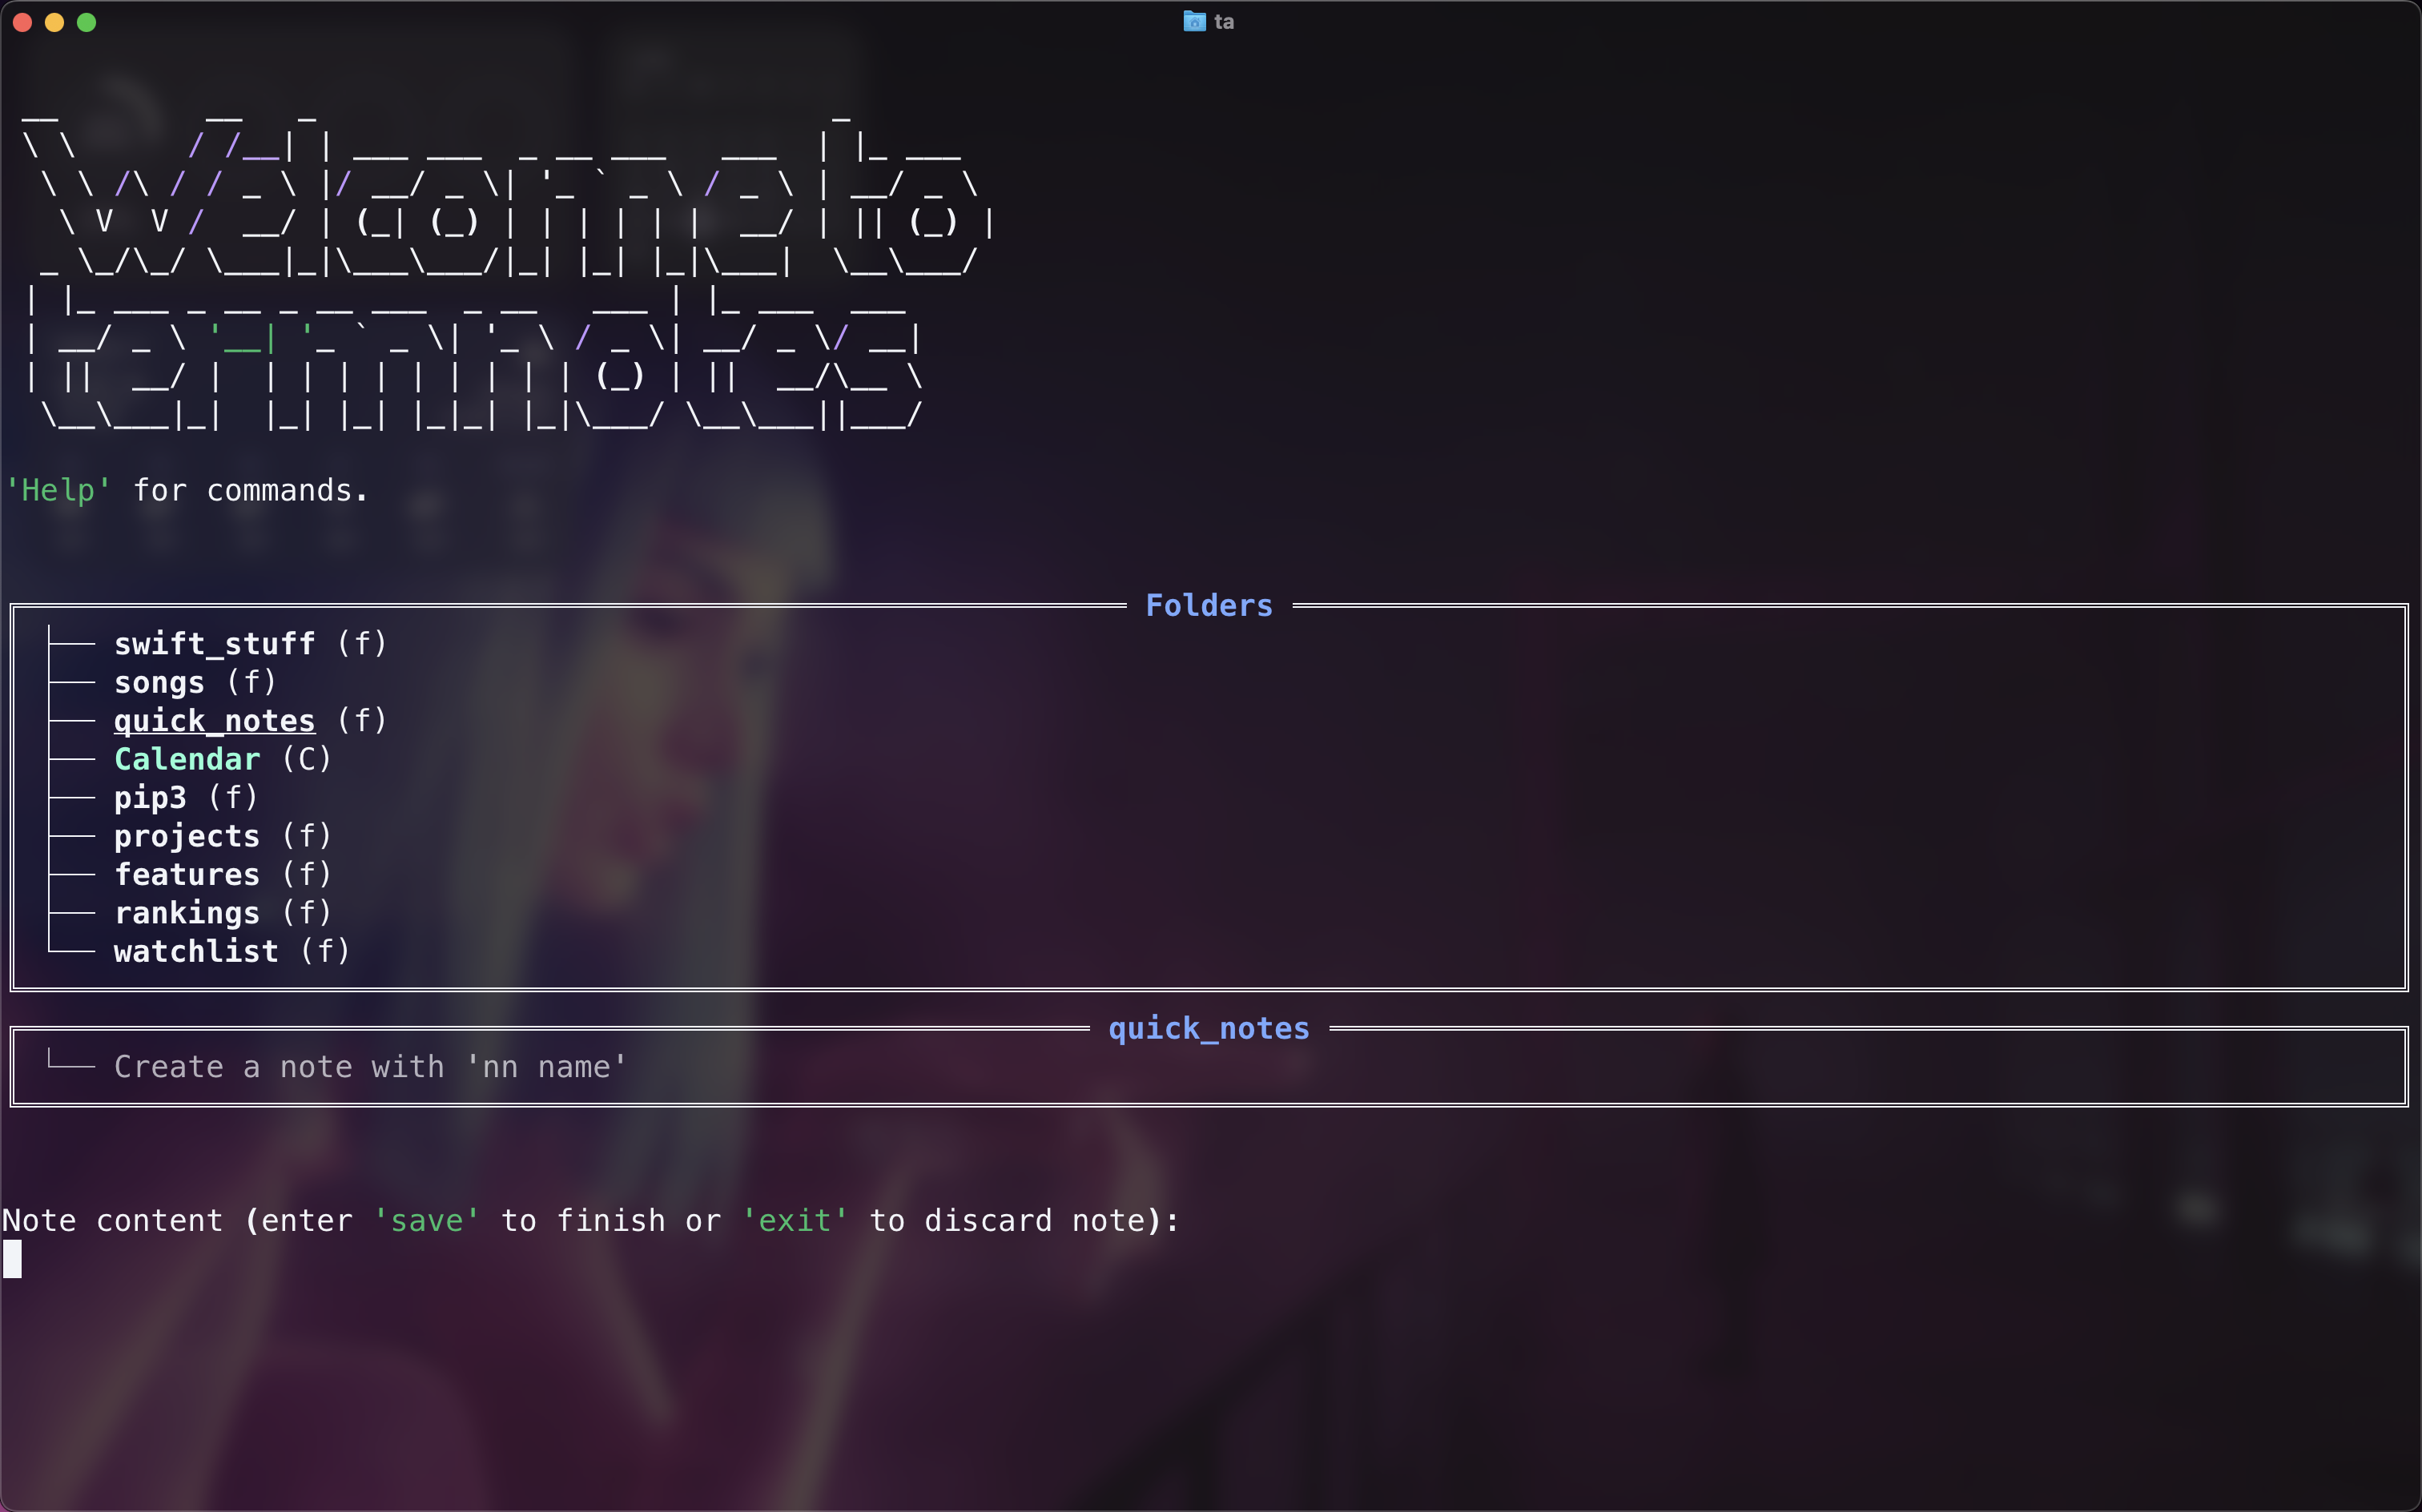 ta
Welcome to
termnotes
'Help' for commands.
Folders
swift_stuff (f)
songs (f)
quick_notes (f)
Calendar (C)
pip3 (f)
projects (f)
features (f)
rankings (f)
watchlist (f)
quick_notes
Create a note with 'nn name'
Note content (enter 'save' to finish or 'exit' to discard note):